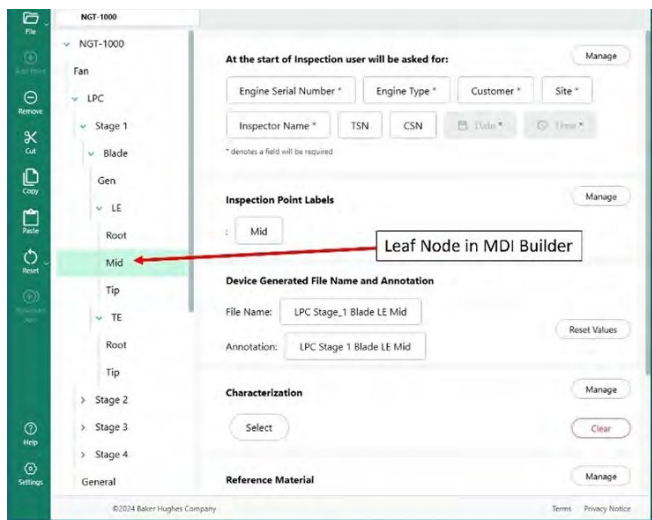 NGT-1000
File
NGT-1000
Fan
LPC
Stage 1
Blade
Gen
LE
Root
Mid
Tip
TE
Root
Tip
Stage 2
Stage 3
Stage 4
General
Remove
Cut
Copy
Paste
Reset
Help
Settings
At the start of Inspection user will be asked for:
Manage
Engine Serial Number * Engine Type * Customer * Site *
Inspector Name * TSN CSN Date * Time *
* denotes a field will be required
Inspection Point Labels
Manage
: Mid
Leaf Node in MDI Builder
Device Generated File Name and Annotation
File Name: LPC Stage_1 Blade LE Mid
Annotation: LPC Stage 1 Blade LE Mid
Reset Values
Characterization
Manage
Select
Clear
Reference Material
Manage
©2024 Baker Hughes Company
Terms Privacy Notice